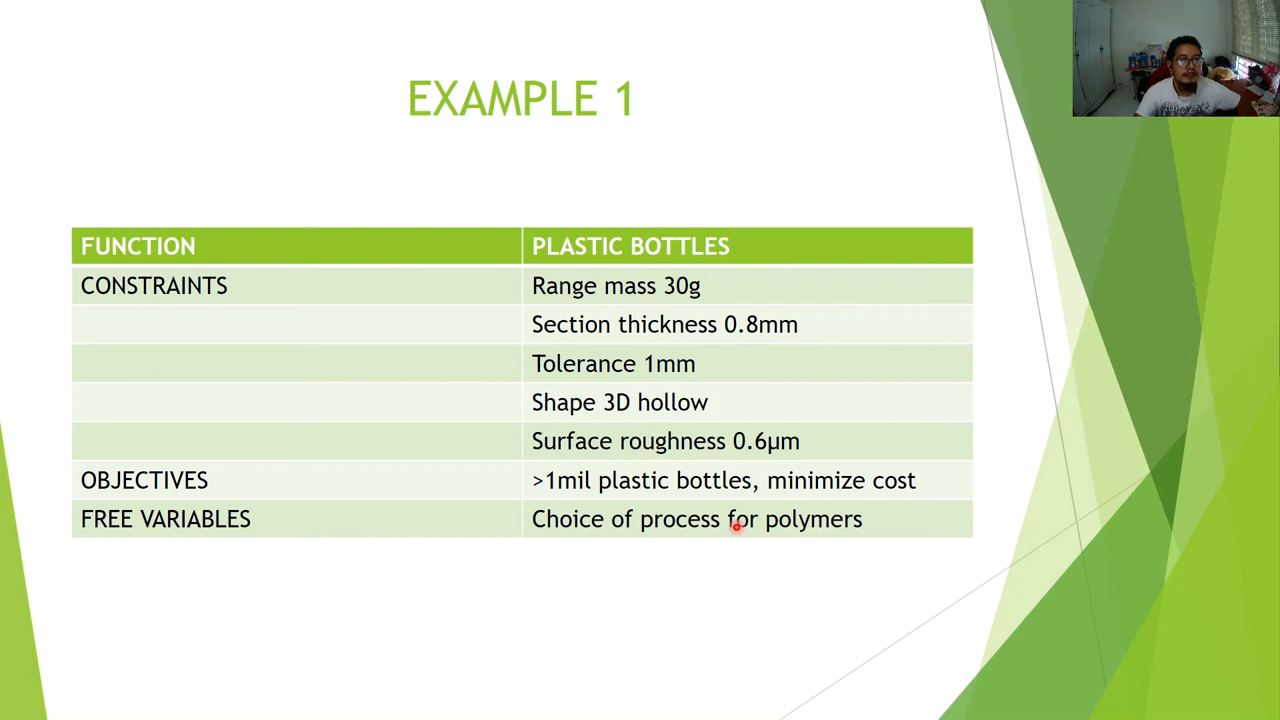 EXAMPLE 1
FUNCTION PLASTIC BOTTLES
CONSTRAINTS Range mass 30g
Section thickness 0.8mm
Tolerance 1mm
Shape 3D hollow
Surface roughness 0.6µm
OBJECTIVES >1mil plastic bottles, minimize cost
FREE VARIABLES Choice of process for polymers